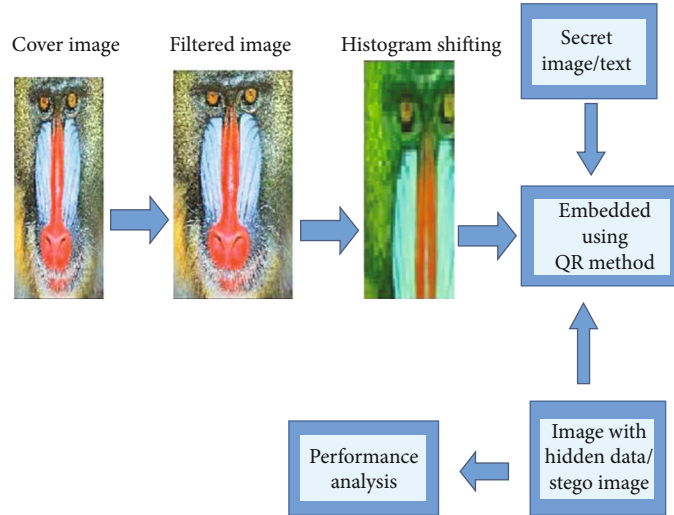 Cover image
Filtered image
Histogram shifting
Secret
image/text
Embedded
using
QR method
Performance
analysis
Image with
hidden data/
stego image